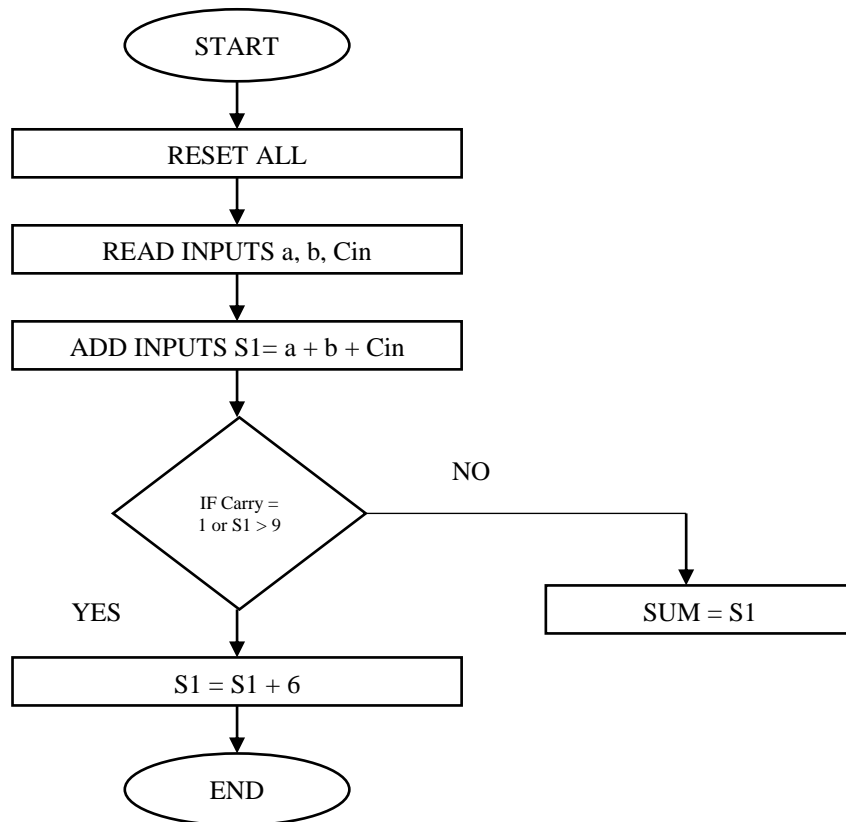 START
RESET ALL
READ INPUTS a, b, Cin
ADD INPUTS S1= a + b + Cin
IF Carry =
1 or S1 > 9
NO
YES
SUM = S1
S1 = S1 + 6
END